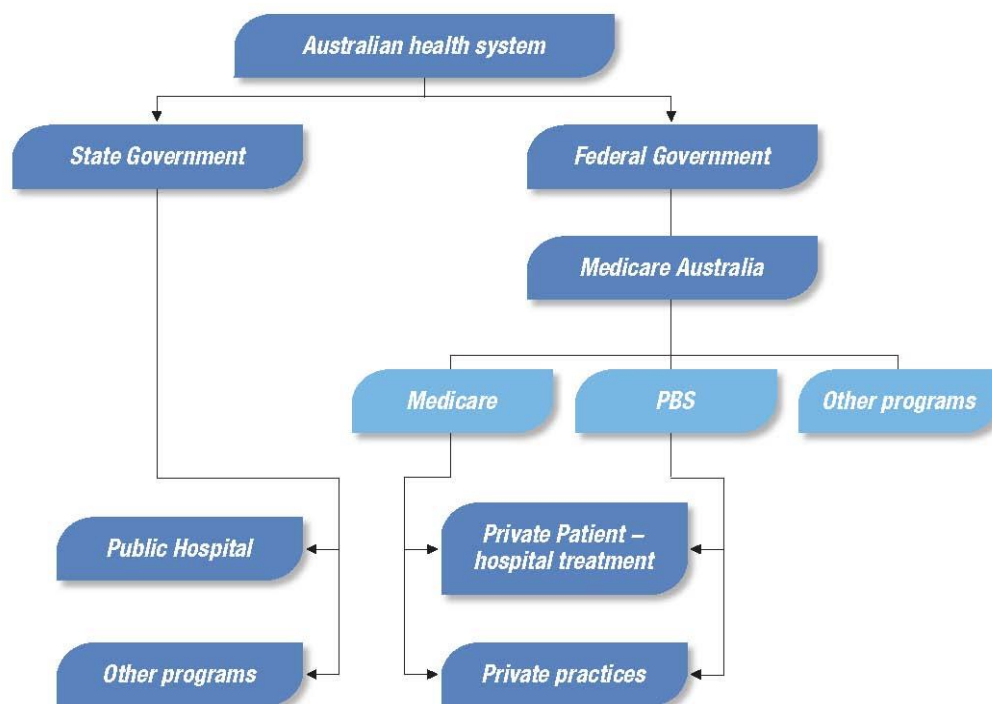 Australian health system
State Government
Federal Government
Medicare Australia
Medicare
PBS
Other programs
Public Hospital
Private Patient –
hospital treatment
Other programs
Private practices